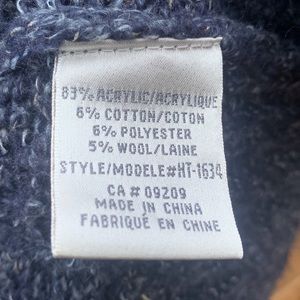 83% ACRYLIC/ACRYLIQUE
6% COTTON/COTON
6% POLYESTER
5% WOOL/LAINE
STYLE/MODELE#HT-1634
CA# 09209
MADE IN CHINA
FABRIQUÉ EN CHINE